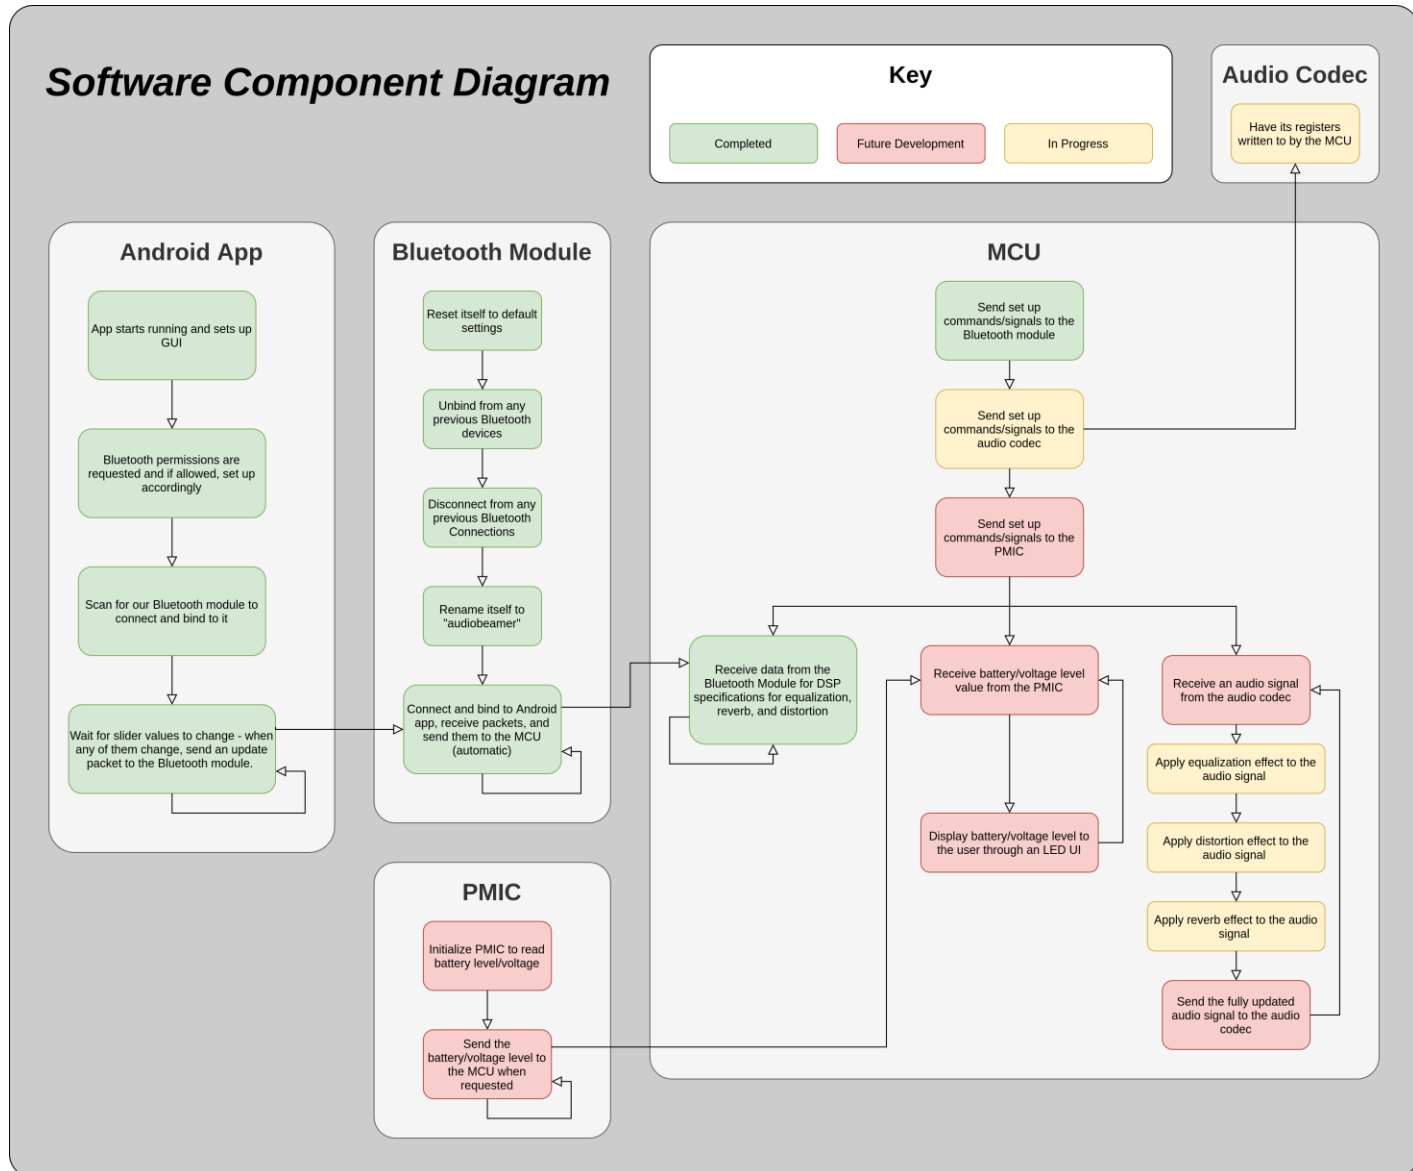 Software Component Diagram
Key
Completed
Future Development
In Progress
Audio Codec
Have its registers
written to by the MCU
Android App
App starts running and sets up
GUI
Bluetooth permissions are
requested and if allowed, set up
accordingly
Scan for our Bluetooth module to
connect and bind to it
Wait for slider values to change - when
any of them change, send an update
packet to the Bluetooth module.
Bluetooth Module
Reset itself to default
settings
Unbind from any
previous Bluetooth
devices
Disconnect from any
previous Bluetooth
Connections
Rename itself to
"audiobeamer"
Connect and bind to Android
app, receive packets, and
send them to the MCU
(automatic)
PMIC
Initialize PMIC to read
battery level/voltage
Send the
battery/voltage level to
the MCU when
requested
MCU
Send set up
commands/signals to the
Bluetooth module
Send set up
commands/signals to the
audio codec
Send set up
commands/signals to the
PMIC
Receive data from the
Bluetooth Module for DSP
specifications for equalization,
reverb, and distortion
Receive battery/voltage level
value from the PMIC
Display battery/voltage level to
the user through an LED UI
Receive an audio signal
from the audio codec
Apply equalization effect to the
audio signal
Apply distortion effect to the
audio signal
Apply reverb effect to the audio
signal
Send the fully updated
audio signal to the audio
codec